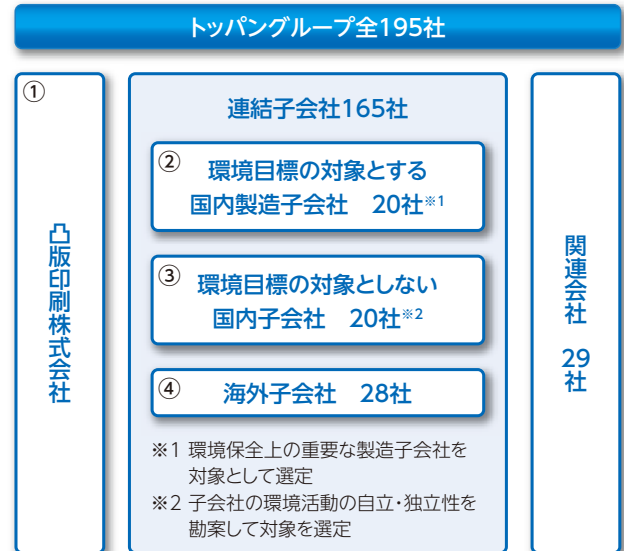 トッパングループ全195社
①
凸版印刷株式会社
連結子会社165社
②
環境目標の対象とする
国内製造子会社 20社※1
③
環境目標の対象としない
国内子会社 20社※2
④
海外子会社 28社
※1 環境保全上の重要な製造子会社を
対象として選定
※2 子会社の環境活動の自立・独立性を
勘案して対象を選定
関連会社 29社